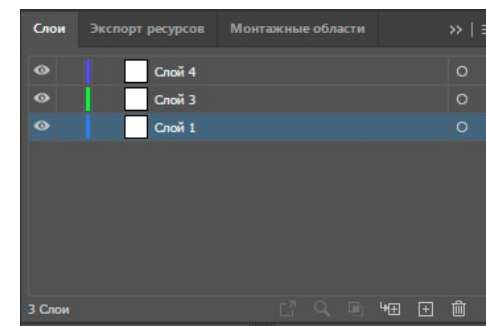 Слои Экспорт ресурсов Монтажные области
Слой 4
Слой 3
Слой 1
3 Слои